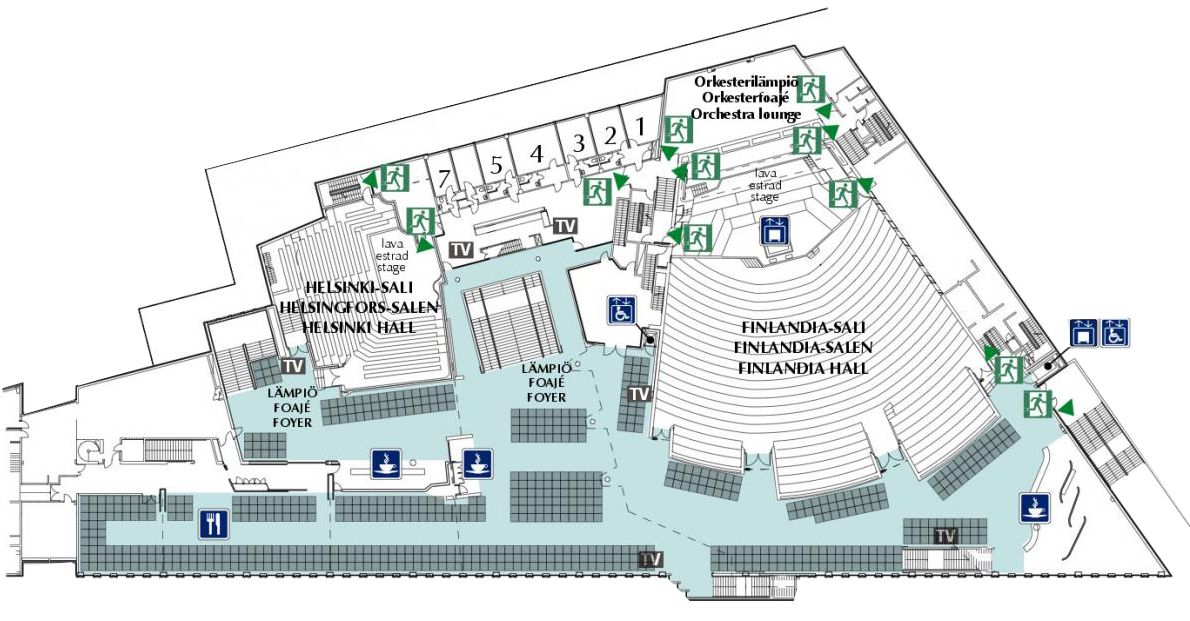 Orkesterilämpiö
Orkesterfoajé
Orchestra lounge
1
2
3
4
5
7
lava
estrad
stage
TV
TV
lava
estrad
stage
HELSINKI-SALI
HELSINGFORS-SALEN
HELSINKI HALL
FINLANDIA-SALI
FINLANDIA-SALEN
FINLANDIA HALL
TV
LÄMPIÖ
FOAJÉ
FOYER
LÄMPIÖ
FOAJÉ
FOYER
TV
TV
TV